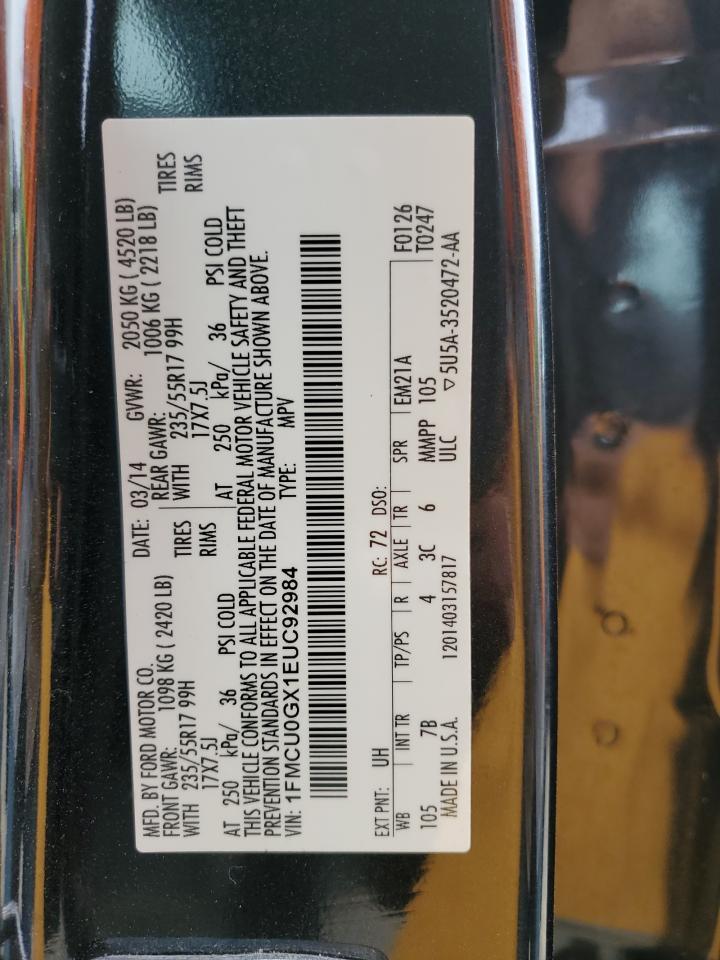 MFD. BY FORD MOTOR CO. DATE: 03/14 GVWR: 2050 KG ( 4520 LB)
FRONT GAWR: 1098 KG ( 2420 LB) REAR GAWR: 1006 KG ( 2218 LB)
WITH 235/55R17 99H TIRES WITH 235/55R17 99H TIRES
17X7.5J RIMS 17X7.5J RIMS
AT 250 kPa/ 36 PSI COLD AT 250 kPa/ 36 PSI COLD
THIS VEHICLE CONFORMS TO ALL APPLICABLE FEDERAL MOTOR VEHICLE SAFETY AND THEFT
PREVENTION STANDARDS IN EFFECT ON THE DATE OF MANUFACTURE SHOWN ABOVE.
VIN: 1FMCU0GX1EUC92984 TYPE: MPV
EXT PNT: UH RC: 72 DSO: F0126
WB INT TR TP/PS R AXLE TR SPR EM21A T0247
105 7B 4 3C 6 MMPP 105
MADE IN U.S.A. 1201403157817 ULC ▽5U5A-3520472-AA